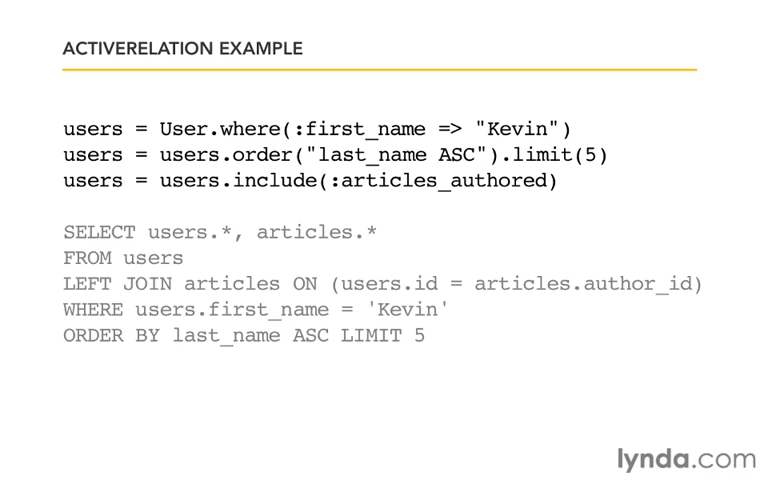 ACTIVERELATION EXAMPLE
users = User.where(:first_name => "Kevin")
users = users.order("last_name ASC").limit(5)
users = users.include(:articles_authored)
SELECT users.*, articles.*
FROM users
LEFT JOIN articles ON (users.id = articles.author_id)
WHERE users.first_name = 'Kevin'
ORDER BY last_name ASC LIMIT 5
lynda.com